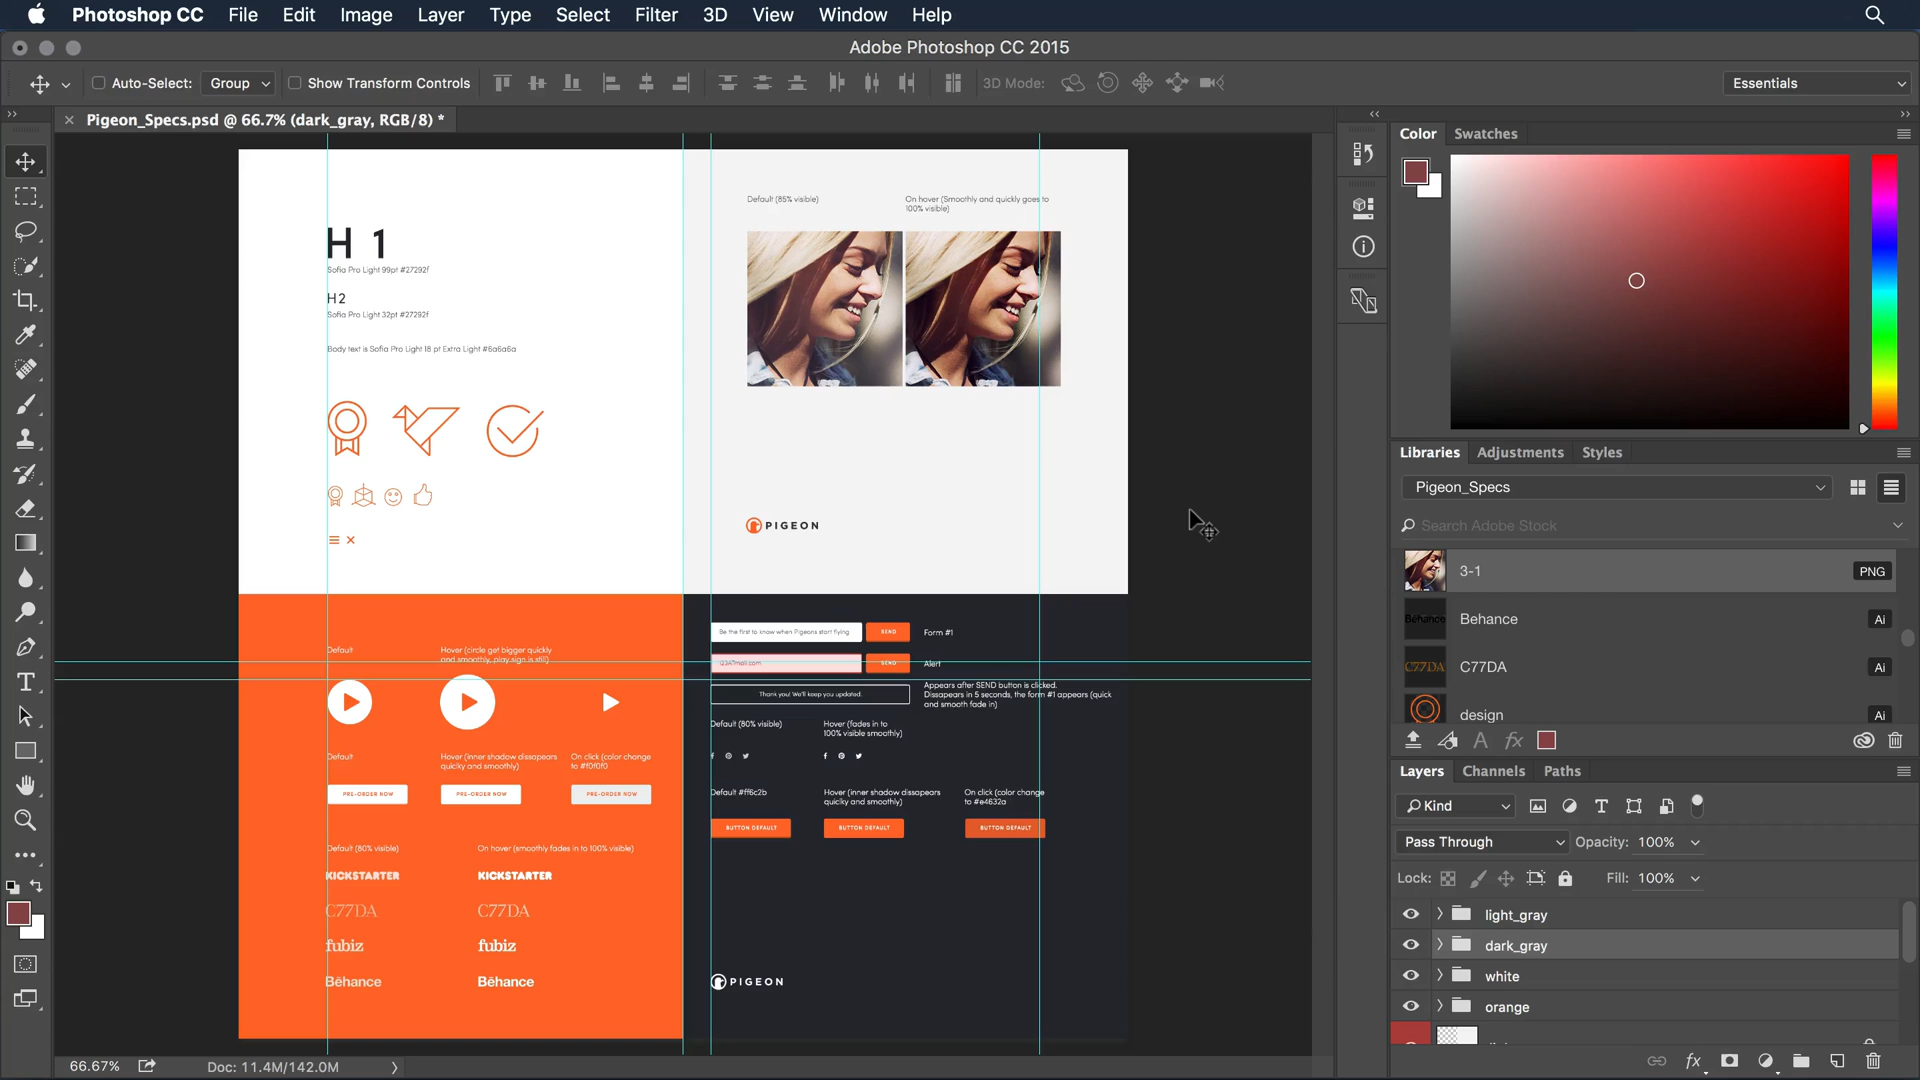 Photoshop CC File Edit Image Layer Type Select Filter 3D View Window Help
Adobe Photoshop CC 2015
Auto-Select: Group Show Transform Controls 3D Mode: Essentials
Pigeon_Specs.psd @ 66.7% (dark_gray, RGB/8) *
H 1
Sofia Pro Light 99pt #27292f
H2
Sofia Pro Light 32pt #27292f
Body text is Sofia Pro Light 18 pt Extra Light #6a6a6a
Default (85% visible)
On hover (Smoothly and quickly goes to
100% visible)
PIGEON
Default
Hover (circle get bigger quickly
and smoothly, play sign is still)
Default
Hover (inner shadow dissapears
quiclky and smoothly)
On click (color change
to #f0f0f0)
PRE-ORDER NOW
PRE-ORDER NOW
PRE-ORDER NOW
Default (80% visible)
On hover (smoothly fades in to 100% visible)
KICKSTARTER
KICKSTARTER
C77DA
C77DA
fubiz
fubiz
Bēhance
Bēhance
Be the first to know when Pigeons start flying
SEND
Form #1
SEND
Alert
Thank you! We'll keep you updated.
Appears after SEND button is clicked.
Dissapears in 5 seconds, the form #1 appears (quick
and smooth fade in)
Default (80% visible)
Hover (fades in to
100% visible smoothly)
Default #ff6c2b
Hover (inner shadow dissapears
quiclky and smoothly)
On click (color change
to #e4632a)
BUTTON DEFAULT
BUTTON DEFAULT
BUTTON DEFAULT
PIGEON
66.67%
Doc: 11.4M/142.0M
Color Swatches
Libraries Adjustments Styles
Pigeon_Specs
Search Adobe Stock
3-1 PNG
Behance Ai
C77DA Ai
design Ai
Layers Channels Paths
Kind
Pass Through Opacity: 100%
Lock: Fill: 100%
light_gray
dark_gray
white
orange